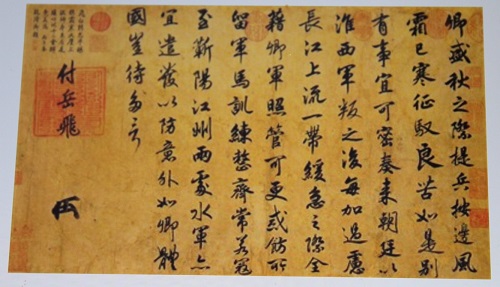 卿盛秋之際提兵按邊風
霜已寒征馭良苦如是別
有事宜可密奏來朝廷以
淮西軍叛之後每加過慮
長江上流一帶緩急之際全
藉卿軍照管可更戒飭所
留軍馬訓練整齊常若寇
至蘄陽江州兩處水軍亦
宜遣發以防意外如卿體
國豈待多言
付岳飛